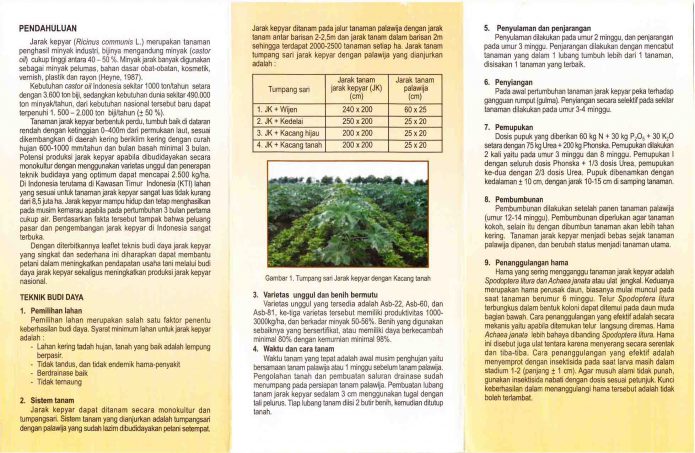 PENDAHULUAN
Jarak kepyar (Ricinus communis L.) merupakan tanaman
penghasil minyak industri, bijinya mengandung minyak (castor
oil) cukup tinggi antara 40 – 50 %. Minyak jarak banyak digunakan
sebagai minyak pelumas, bahan dasar obat-obatan, kosmetik,
vernish, plastik dan rayon (Heyne, 1987).
Kebutuhan castor oil indonesia sekitar 1000 ton/tahun setara
dengan 3.600 ton biji, sedangkan kebutuhan dunia sekitar 490.000
ton minyak/tahun, dari kebutuhan nasional tersebut baru dapat
terpenuhi 1. 500 – 2.000 ton biji/tahun (± 50 %).
Tanaman jarak kepyar berbentuk perdu, tumbuh baik di dataran
rendah dengan ketinggian 0–400m dari permukaan laut, sesuai
dikembangkan di daerah kering beriklim kering dengan curah
hujan 600-1000 mm/tahun dan bulan basah minimal 3 bulan.
Potensi produksi jarak kepyar apabila dibudidayakan secara
monokultur dengan menggunakan varietas unggul dan penerapan
teknik budidaya yang optimum dapat mencapai 2.500 kg/ha.
Di Indonesia terutama di Kawasan Timur Indonesia (KTI) lahan
yang sesuai untuk tanaman jarak kepyar sangat luas tidak kurang
dari 8,5 juta ha. Jarak kepyar mampu hidup dan tetap menghasilkan
pada musim kemarau apabila pada pertumbuhan 3 bulan pertama
cukup air. Berdasarkan fakta tersebut tampak bahwa peluang
pasar dan pengembangan jarak kepyar di Indonesia sangat
terbuka.
Dengan diterbitkannya leaflet teknis budi daya jarak kepyar
yang singkat dan sederhana ini diharapkan dapat membantu
petani dalam meningkatkan pendapatan usaha tani melalui budi
daya jarak kepyar sekaligus meningkatkan produksi jarak kepyar
nasional.
TEKNIK BUDI DAYA
1. Pemilihan lahan
Pemilihan lahan merupakan salah satu faktor penentu
keberhasilan budi daya. Syarat minimum lahan untuk jarak kepyar
adalah :
- Lahan kering tadah hujan, tanah yang baik adalah lempung
berpasir.
- Tidak tandus, dan tidak endemik hama-penyakit
- Berdrainase baik
- Tidak ternaung
2. Sistem tanam
Jarak kepyar dapat ditanam secara monokultur dan
tumpangsari. Sistem tanam yang dianjurkan adalah tumpangsari
dengan palawija yang sudah lazim dibudidayakan petani setempat.
Jarak kepyar ditanam pada jalur tanaman palawija dengan jarak
tanam antar barisan 2-2,5m dan jarak tanam dalam barisan 2m
sehingga terdapat 2000-2500 tanaman setiap ha. Jarak tanam
tumpang sari jarak kepyar dengan palawija yang dianjurkan
adalah :
Tumpang sari Jarak tanam jarak kepyar (JK) (cm) Jarak tanam palawija (cm)
1. JK + Wijen 240 x 200 60 x 25
2. JK + Kedelai 250 x 200 25 x 20
3. JK + Kacang hijau 200 x 200 25 x 20
4. JK + Kacang tanah 200 x 200 25 x 20
Gambar 1. Tumpang sari Jarak kepyar dengan Kacang tanah
3. Varietas unggul dan benih bermutu
Varietas unggul yang tersedia adalah Asb-22, Asb-60, dan
Asb-81, ke-tiga varietas tersebut memiliki produktivitas 1000-
3000kg/ha, dan berkadar minyak 50-56%. Benih yang digunakan
sebaiknya yang bersertifikat, atau memiliki daya berkecambah
minimal 80% dengan kemurnian minimal 98%.
4. Waktu dan cara tanam
Waktu tanam yang tepat adalah awal musim penghujan yaitu
bersamaan tanam palawija atau 1 minggu sebelum tanam palawija.
Pengolahan tanah dan pembuatan saluran drainase sudah
menumpang pada persiapan tanam palawija. Pembuatan lubang
tanam jarak kepyar sedalam 3 cm menggunakan tugal dengan
tali pelurus. Tiap lubang tanam diisi 2 butir benih, kemudian ditutup
tanah.
5. Penyulaman dan penjarangan
Penyulaman dilakukan pada umur 2 minggu, dan penjarangan
pada umur 3 minggu. Penjarangan dilakukan dengan mencabut
tanaman yang dalam 1 lubang tumbuh lebih dari 1 tanaman,
disisakan 1 tanaman yang terbaik.
6. Penyiangan
Pada awal pertumbuhan tanaman jarak kepyar peka terhadap
gangguan rumput (gulma). Penyiangan secara selektif pada sekitar
tanaman dilakukan pada umur 3-4 minggu.
7. Pemupukan
Dosis pupuk yang diberikan 60 kg N + 30 kg P₂O₅ + 30 K₂O
setara dengan 75 kg Urea + 200 kg Phonska. Pemupukan dilakukan
2 kali yaitu pada umur 3 minggu dan 8 minggu. Pemupukan I
dengan seluruh dosis Phonska + 1/3 dosis Urea, pemupukan
ke-dua dengan 2/3 dosis Urea. Pupuk dibenamkan dengan
kedalaman ± 10 cm, dengan jarak 10-15 cm di samping tanaman.
8. Pembumbunan
Pembumbunan dilakukan setelah panen tanaman palawija
(umur 12-14 minggu). Pembumbunan diperlukan agar tanaman
kokoh, selain itu dengan dibumbun tanaman akan lebih tahan
kering. Tanaman jarak kepyar menjadi bebas sejak tanaman
palawija dipanen, dan berubah status menjadi tanaman utama.
9. Penanggulangan hama
Hama yang sering mengganggu tanaman jarak kepyar adalah
Spodoptera litura dan Achaea janata atau ulat jengkal. Keduanya
merupakan hama perusak daun, biasanya mulai muncul pada
saat tanaman berumur 6 minggu. Telur Spodoptera litura
terbungkus dalam bentuk koloni dapat ditemui pada daun muda
bagian bawah. Cara penanggulangan yang efektif adalah secara
mekanis yaitu apabila ditemukan telur langsung diremas. Hama
Achaea janata lebih bahaya dibanding Spodoptera litura. Hama
ini disebut juga ulat tentara karena menyerang secara serentak
dan tiba-tiba. Cara penanggulangan yang efektif adalah
menyemprot dengan insektisida pada saat larva masih dalam
stadium 1-2 (panjang ± 1 cm). Agar musuh alami tidak punah,
gunakan insektisida nabati dengan dosis sesuai petunjuk. Kunci
keberhasilan dalam menanggulangi hama tersebut adalah tidak
boleh terlambat.